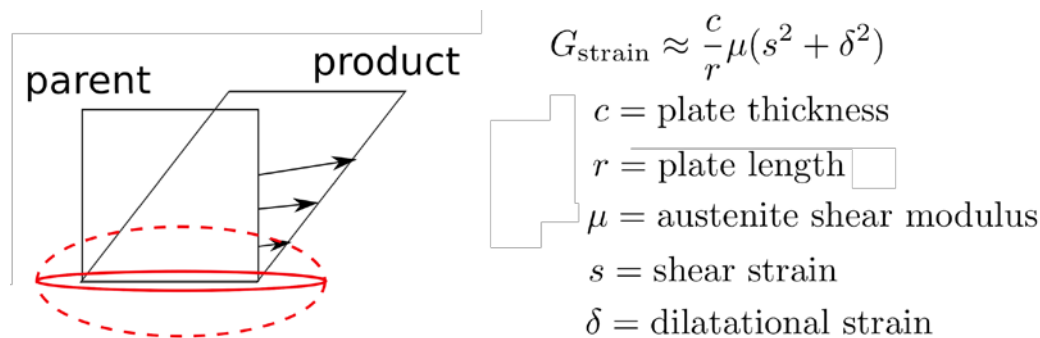 parent
product
G_strain ≈ c/r μ(s² + δ²)
c = plate thickness
r = plate length
μ = austenite shear modulus
s = shear strain
δ = dilatational strain